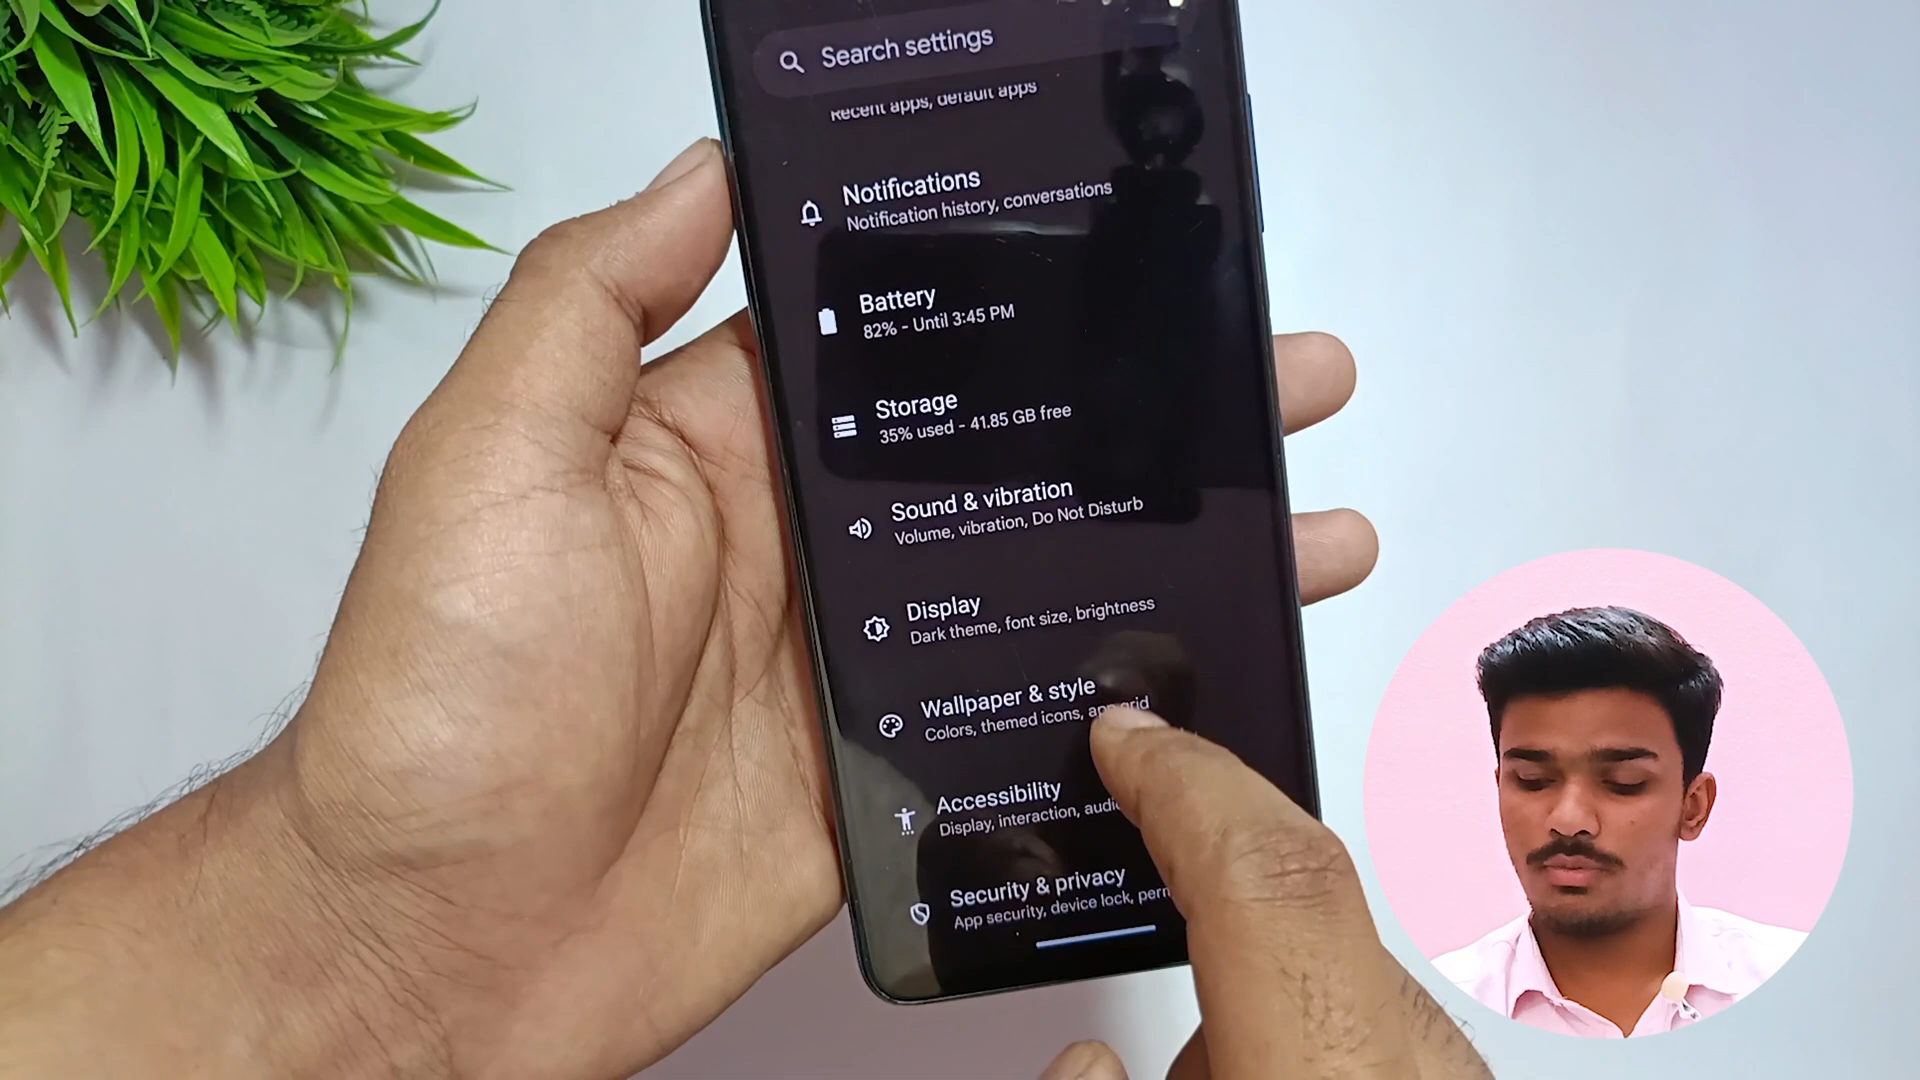 Search settings
Recent apps, default apps
Notifications
Notification history, conversations
Battery
82% - Until 3:45 PM
Storage
35% used - 41.85 GB free
Sound & vibration
Volume, vibration, Do Not Disturb
Display
Dark theme, font size, brightness
Wallpaper & style
Colors, themed icons, app grid
Accessibility
Display, interaction,
Security & privacy
App security, device lock,